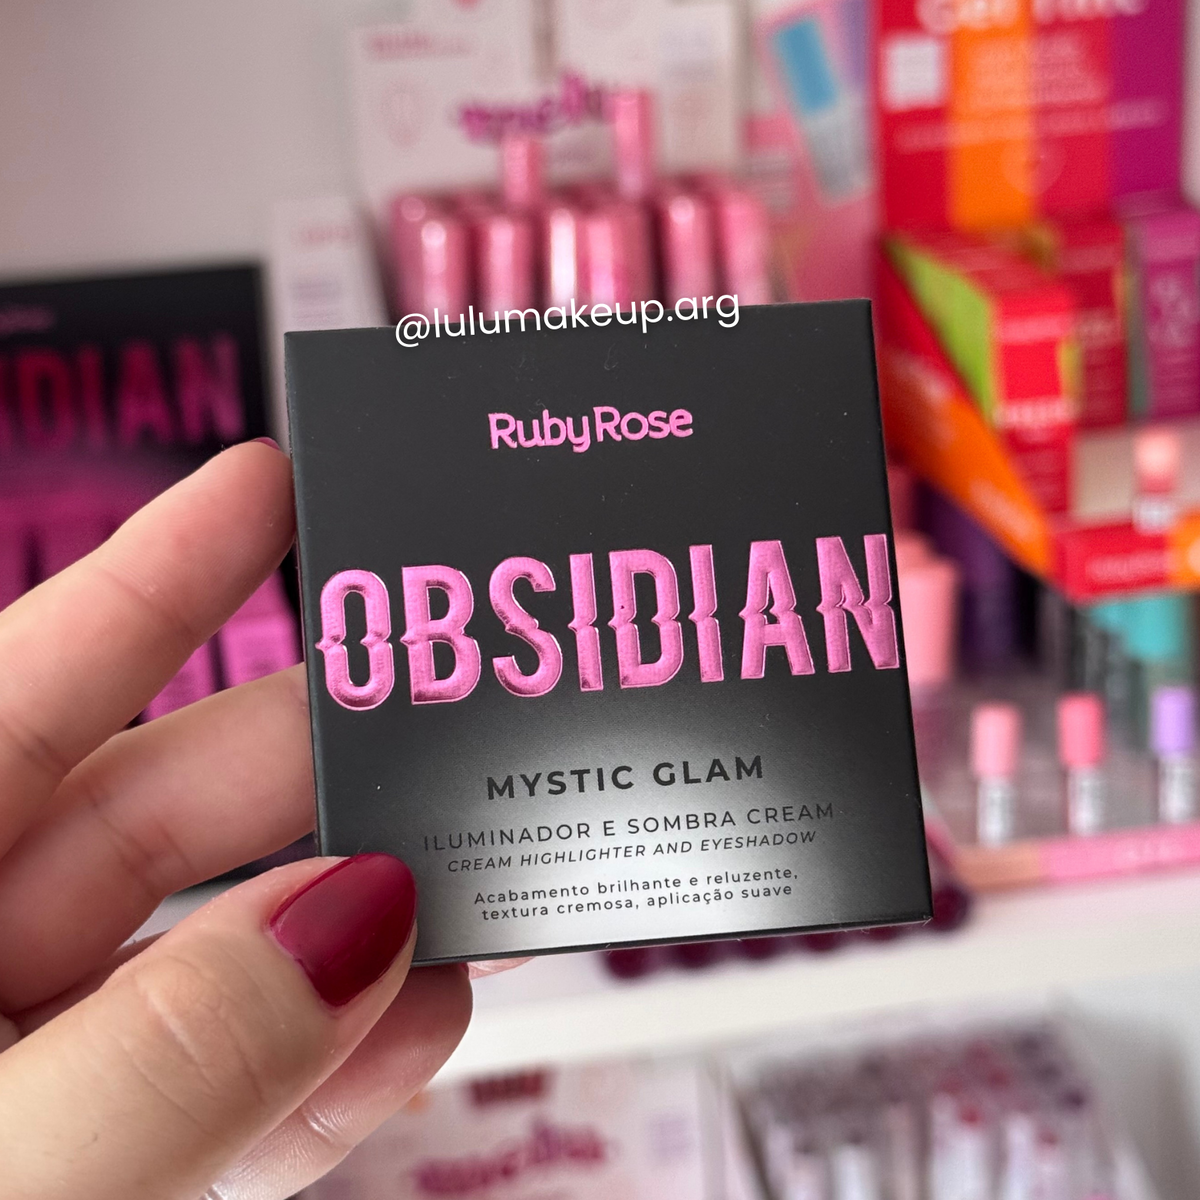 @lulumakeup.arg
RubyRose
OBSIDIAN
MYSTIC GLAM
ILUMINADOR E SOMBRA CREAM
CREAM HIGHLIGHTER AND EYESHADOW
Acabamento brilhante e reluzente,
textura cremosa, aplicação suave